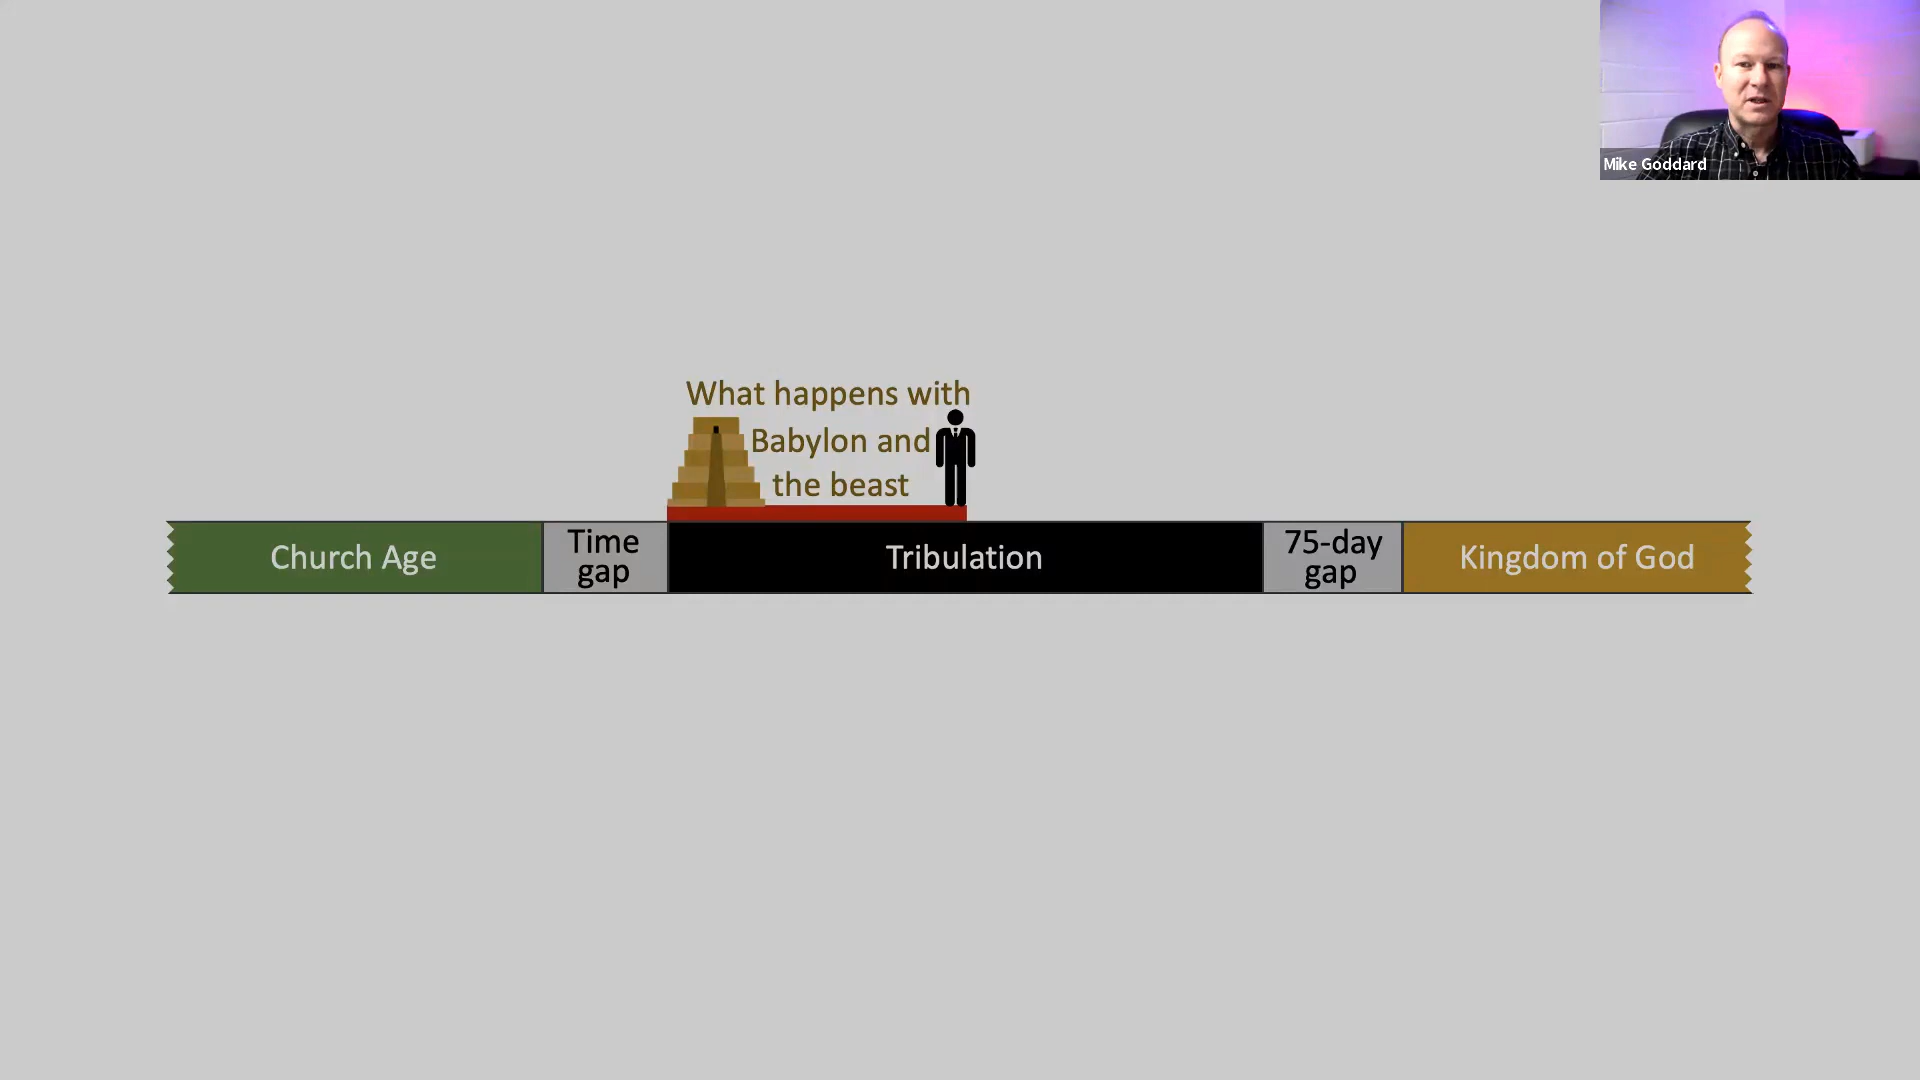 Mike Goddard
What happens with
Babylon and
the beast
Church Age
Time
gap
Tribulation
75-day
gap
Kingdom of God